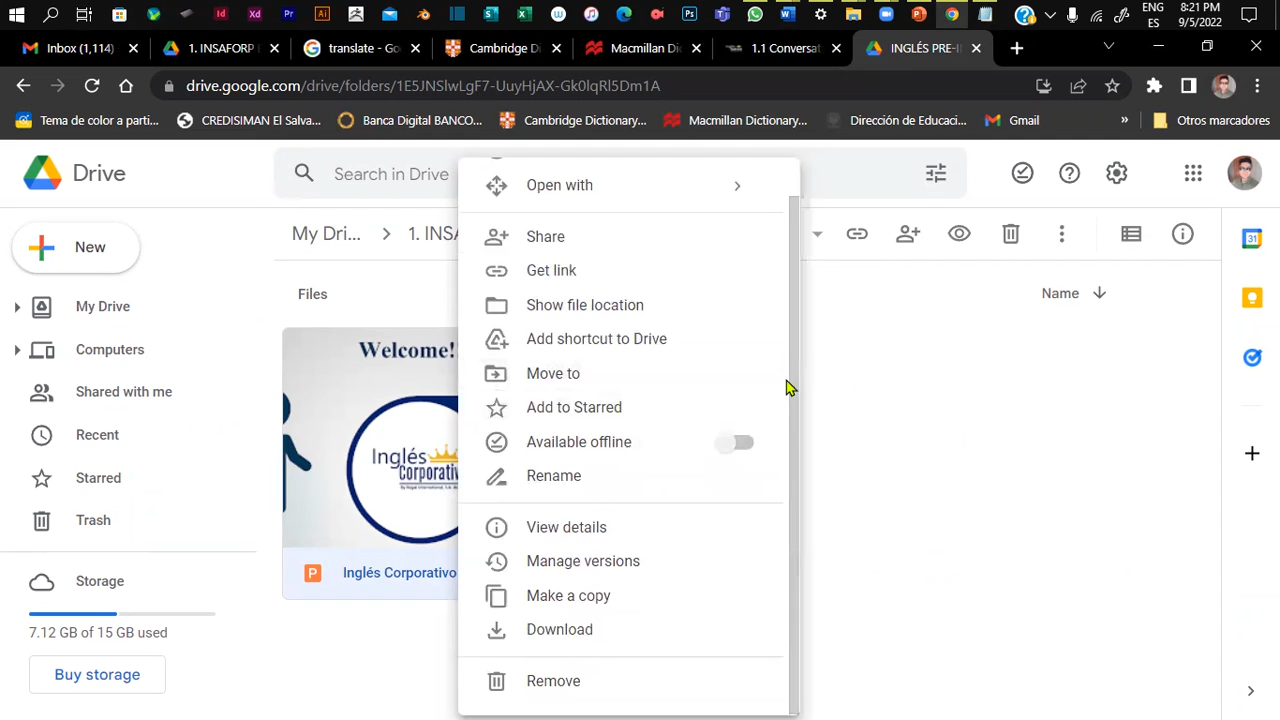 ENG
ES
8:21 PM
9/5/2022
Inbox (1,114)
1. INSAFORP
translate - Go
Cambridge Di
Macmillan Dic
1.1 Conversat
INGLÉS PRE-I
drive.google.com/drive/folders/1E5JNSlwLgF7-UuyHjAX-Gk0lqRl5Dm1A
Tema de color a parti...
CREDISIMAN El Salva...
Banca Digital BANCO...
Cambridge Dictionary...
Macmillan Dictionary...
Dirección de Educaci...
Gmail
»
Otros marcadores
Drive
Search in Drive
New
My Dri...
1. INSA
My Drive
Computers
Shared with me
Recent
Starred
Trash
Storage
7.12 GB of 15 GB used
Buy storage
Files
Name
Welcome!
Inglés
Corporativo
Inglés Corporativo
Open with
Share
Get link
Show file location
Add shortcut to Drive
Move to
Add to Starred
Available offline
Rename
View details
Manage versions
Make a copy
Download
Remove
31